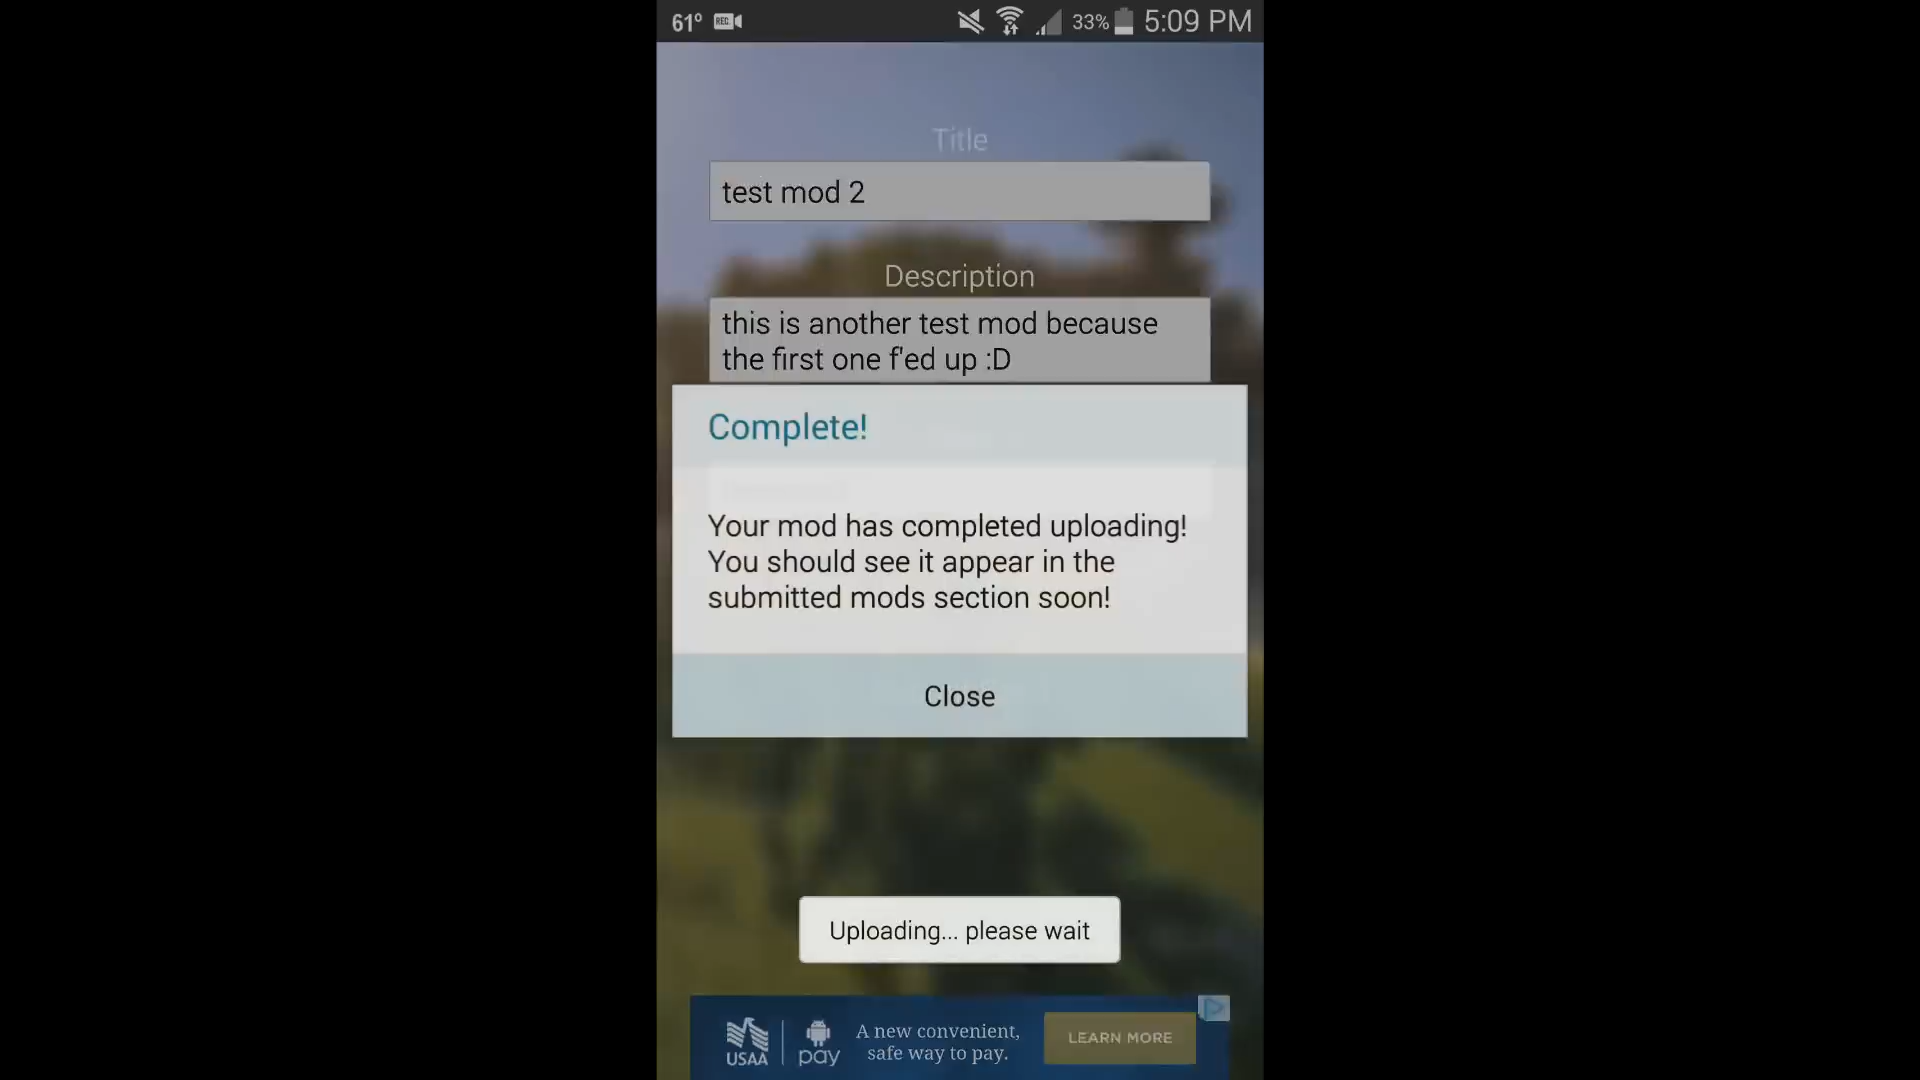 61° REC
33% 5:09 PM
Title
test mod 2
Description
this is another test mod because
the first one f'ed up :D
Complete!
Your mod has completed uploading!
You should see it appear in the
submitted mods section soon!
Close
Uploading... please wait
USAA
pay
A new convenient,
safe way to pay.
LEARN MORE